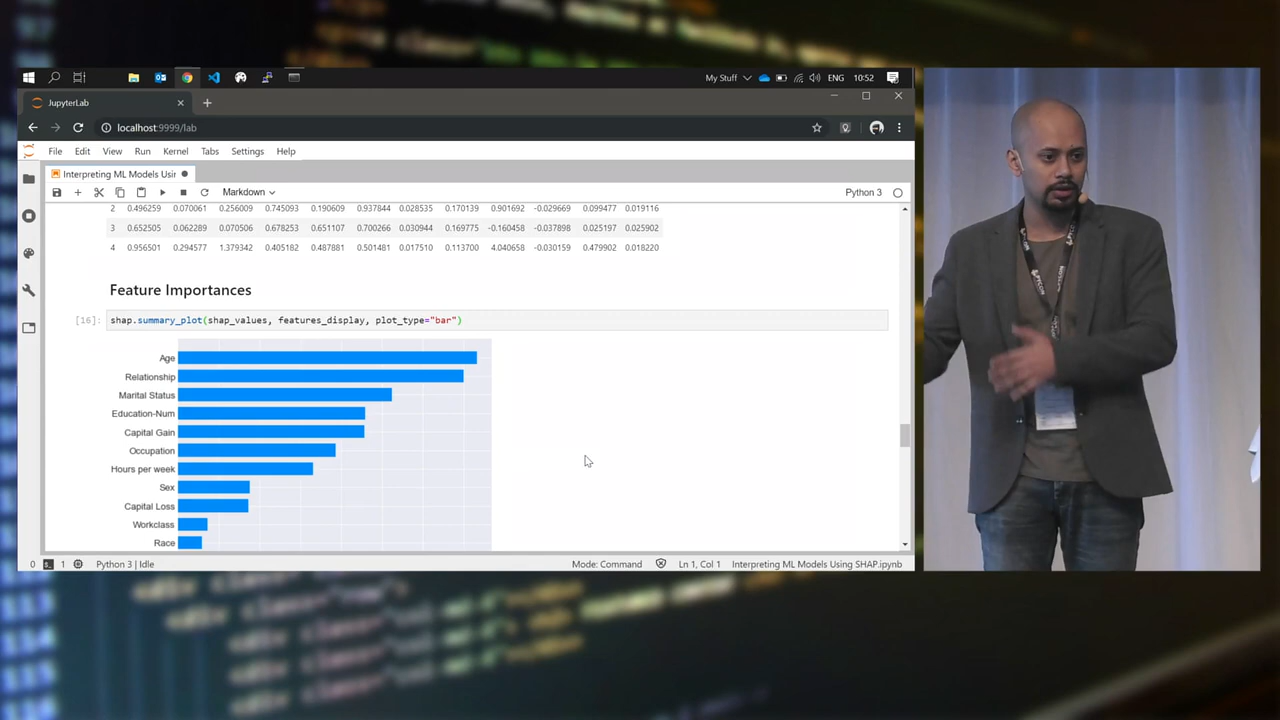 My Stuff ENG 10:52
JupyterLab
localhost:9999/lab
File Edit View Run Kernel Tabs Settings Help
Interpreting ML Models Usir
Markdown Python 3
2 0.496259 0.070061 0.256009 0.745093 0.190609 0.937844 0.028535 0.170139 0.901692 -0.029669 0.099477 0.019116
3 0.652505 0.062289 0.070506 0.678253 0.651107 0.700266 0.030944 0.169775 -0.160458 -0.037898 0.025197 0.025902
4 0.956501 0.294577 1.379342 0.405182 0.487881 0.501481 0.017510 0.113700 4.040658 -0.030159 0.479902 0.018220
Feature Importances
[16]: shap.summary_plot(shap_values, features_display, plot_type="bar")
Age
Relationship
Marital Status
Education-Num
Capital Gain
Occupation
Hours per week
Sex
Capital Loss
Workclass
Race
0 1 Python 3 | Idle Mode: Command Ln 1, Col 1 Interpreting ML Models Using SHAP.ipynb